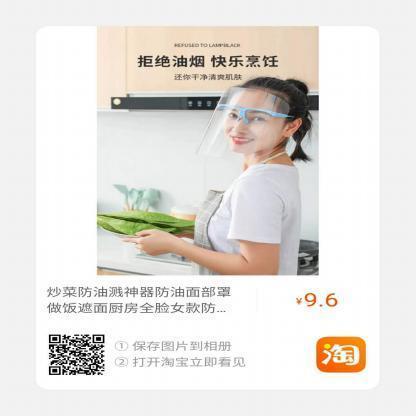 REFUSED TO LAMPBLACK
拒绝油烟 快乐烹饪
还你干净清爽肌肤
炒菜防油溅神器防油面部罩
¥9.6
做饭遮面厨房全脸女款防...
① 保存图片到相册
② 打开淘宝立即看见
淘